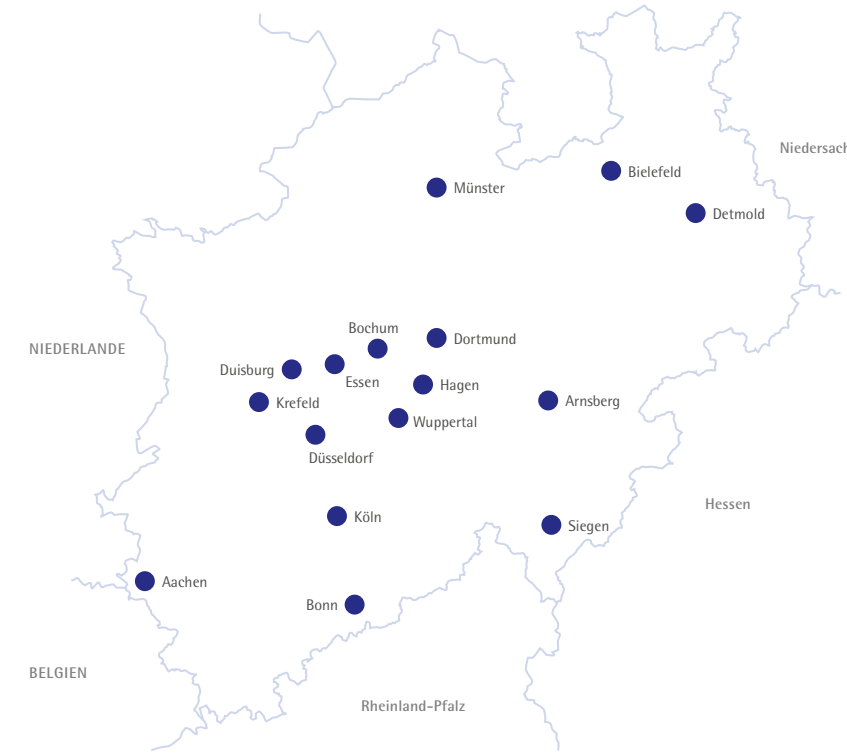 Niedersach
Bielefeld
Münster
Detmold
Bochum
Dortmund
NIEDERLANDE
Duisburg
Essen
Hagen
Krefeld
Arnsberg
Wuppertal
Düsseldorf
Hessen
Köln
Siegen
Aachen
Bonn
BELGIEN
Rheinland-Pfalz